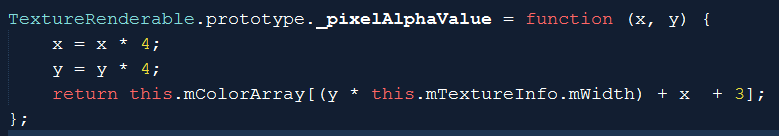 TextureRenderable.prototype._pixelAlphaValue = function (x, y) {
    x = x * 4;
    y = y * 4;
    return this.mColorArray[(y * this.mTextureInfo.mWidth) + x  + 3];
};